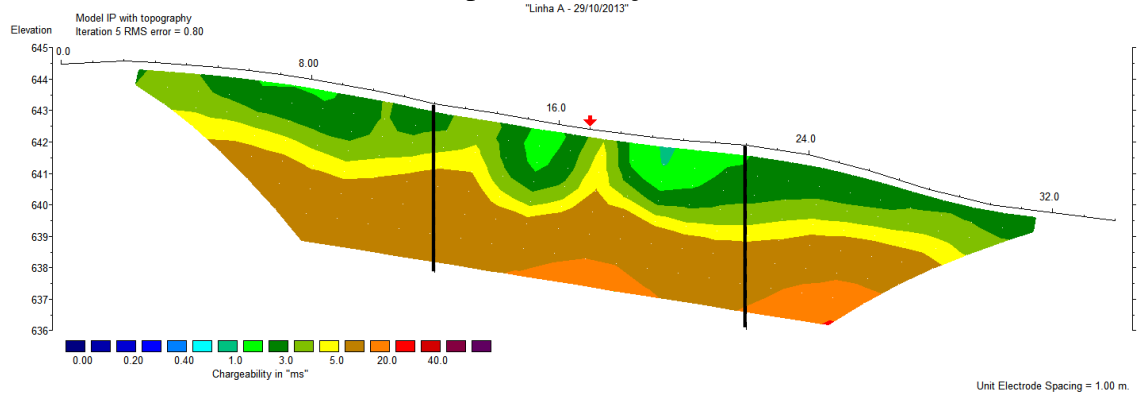 "Linha A - 29/10/2013"
Model IP with topography
Elevation Iteration 5 RMS error = 0.80
645 0.0
8.00
644
643
16.0
642
24.0
641
640
32.0
639
638
637
636
0.00 0.20 0.40 1.0 3.0 5.0 20.0 40.0
Chargeability in "ms"
Unit Electrode Spacing = 1.00 m.